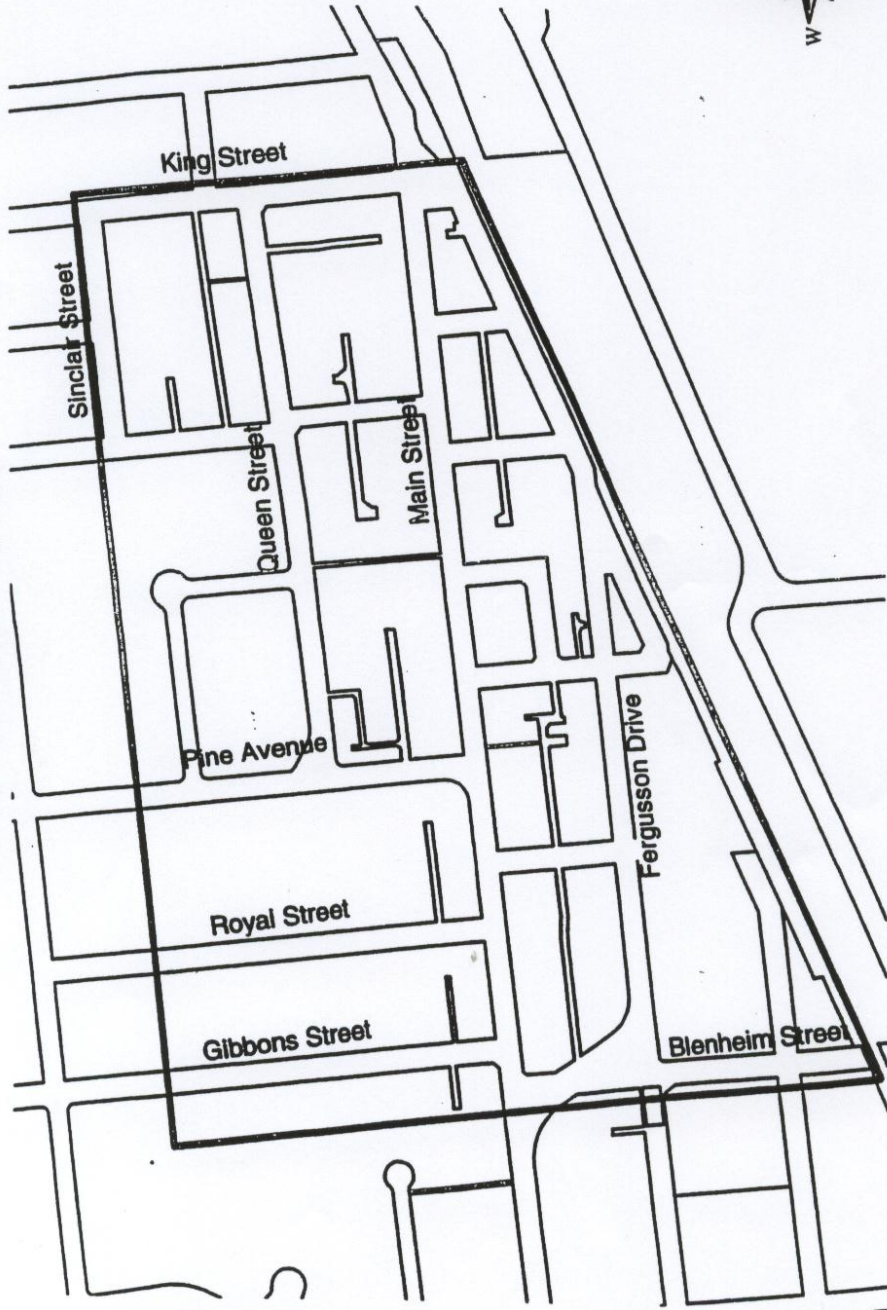 W
King Street
Sinclair Street
Queen Street
Main Street
Pine Avenue
Fergusson Drive
Royal Street
Gibbons Street
Blenheim Street